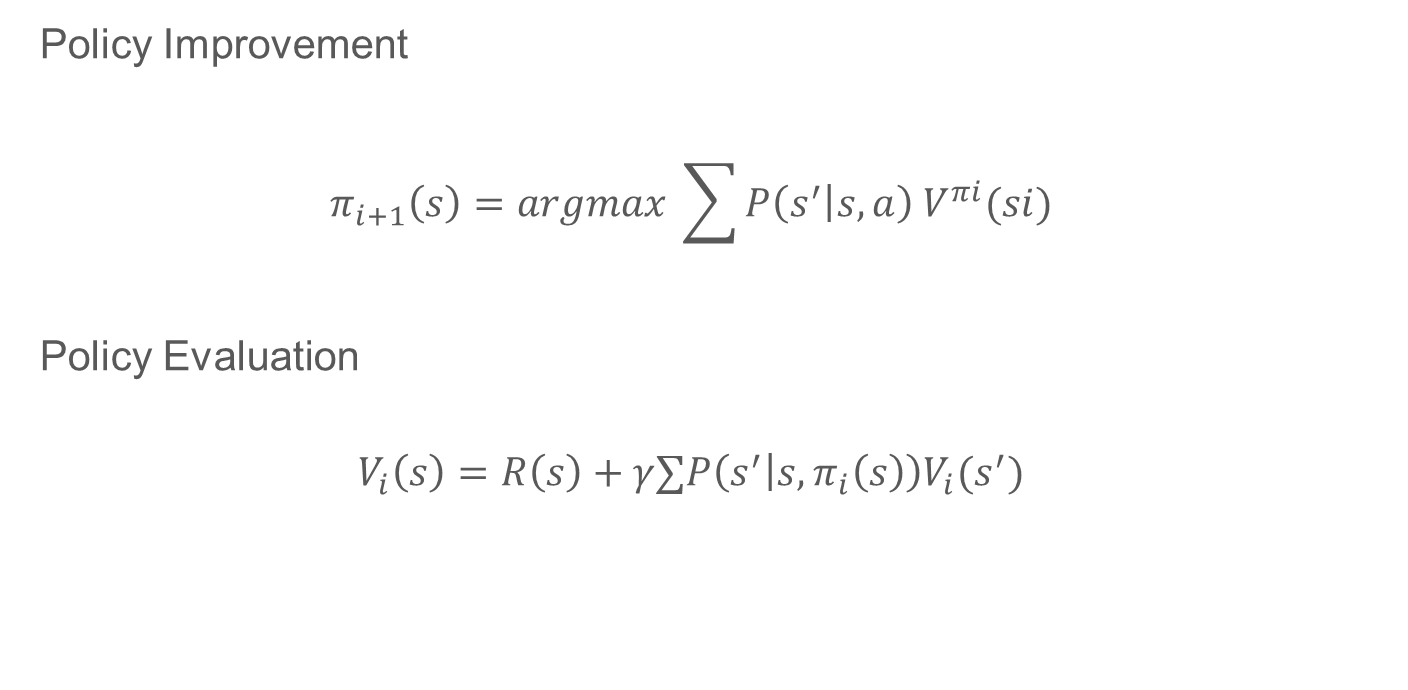 Policy Improvement
π_{i+1}(s) = argmax ∑ P(s′|s, a) V^{πi}(si)
Policy Evaluation
V_i(s) = R(s) + γ∑P(s′|s, π_i(s))V_i(s′)